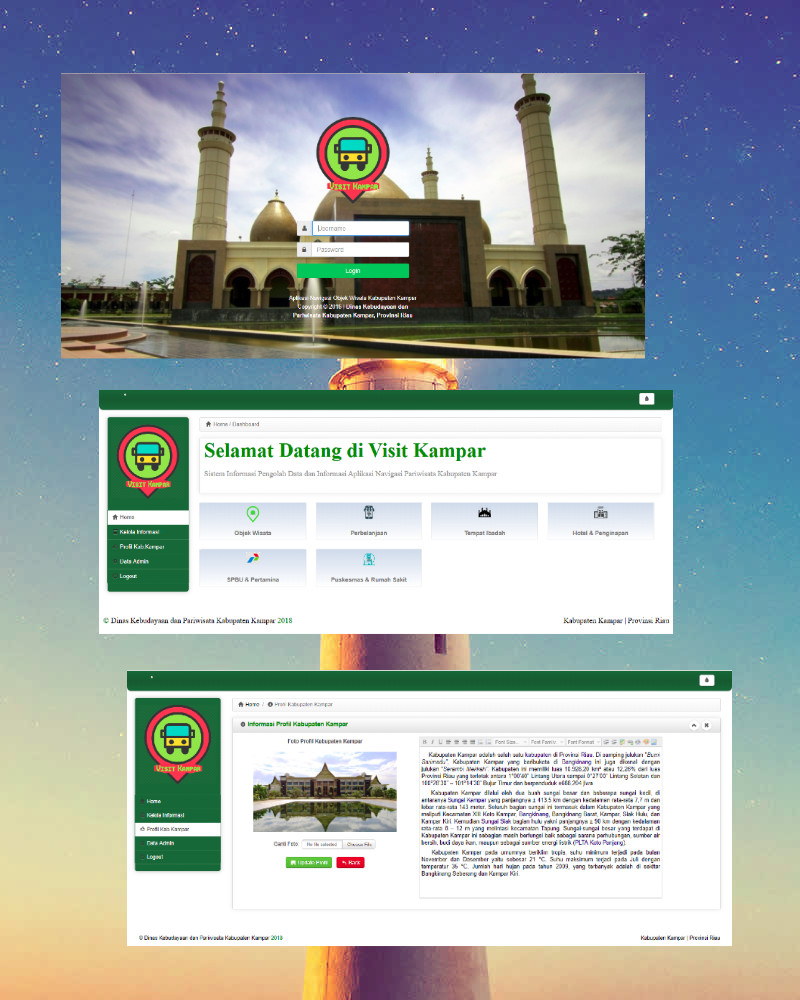 VISIT KAMPAR
Username
Password
Login
Aplikasi Navigasi Objek Wisata Kabupaten Kampar
Copyright © 2018 | Dinas Kebudayaan dan
Pariwisata Kabupaten Kampar, Provinsi Riau
Home / Dashboard
VISIT KAMPAR
Selamat Datang di Visit Kampar
Sistem Informasi Pengolah Data dan Informasi Aplikasi Navigasi Pariwisata Kabupaten Kampar
Home
Kelola Informasi
Profil Kab.Kampar
Data Admin
Logout
Objek Wisata
Perbelanjaan
Tempat Ibadah
Hotel & Penginapan
SPBU & Pertamina
Puskesmas & Rumah Sakit
© Dinas Kebudayaan dan Pariwisata Kabupaten Kampar 2018
Kabupaten Kampar | Provinsi Riau
VISIT KAMPAR
Home
Kelola Informasi
Profil Kab.Kampar
Data Admin
Logout
Home / Profil Kabupaten Kampar
Informasi Profil Kabupaten Kampar
Foto Profil Kabupaten Kampar
Ganti Foto
No file selected
Choose File
Update Profil
Back
Font Size...
Font Family.
Font Format
Kabupaten Kampar adalah salah satu kabupaten di Provinsi Riau. Di samping julukan "Bumi
Sarimadu", Kabupaten Kampar yang beribukota di Bangkinang ini juga dikenal dengan
julukan "Serambi Mekkah". Kabupaten ini memiliki luas 10.928,20 km² atau 12,26% dari luas
Provinsi Riau yang terletak antara 1°00'40" Lintang Utara sampai 0°27'00" Lintang Selatan dan
100°28'30" – 101°14'30" Bujur Timur dan berpenduduk ±688.204 jiwa
Kabupaten Kampar dilalui oleh dua buah sungai besar dan beberapa sungai kecil, di
antaranya Sungai Kampar yang panjangnya ± 413,5 km dengan kedalaman rata-rata 7,7 m dan
lebar rata-rata 143 meter. Seluruh bagian sungai ini termasuk dalam Kabupaten Kampar yang
meliputi Kecamatan XIII Koto Kampar, Bangkinang, Bangkinang Barat, Kampar, Siak Hulu, dan
Kampar Kiri. Kemudian Sungai Siak bagian hulu yakni panjangnya ± 90 km dengan kedalaman
rata-rata 8 – 12 m yang melintasi kecamatan Tapung. Sungai-sungai besar yang terdapat di
Kabupaten Kampar ini sebagian masih berfungsi baik sebagai sarana perhubungan, sumber air
bersih, budi daya ikan, maupun sebagai sumber energi listrik (PLTA Koto Panjang).
Kabupaten Kampar pada umumnya beriklim tropis, suhu minimum terjadi pada bulan
November dan Desember yaitu sebesar 21 °C. Suhu maksimum terjadi pada Juli dengan
temperatur 35 °C. Jumlah hari hujan pada tahun 2009, yang terbanyak adalah di sekitar
Bangkinang Seberang dan Kampar Kiri.
© Dinas Kebudayaan dan Pariwisata Kabupaten Kampar 2018
Kabupaten Kampar | Provinsi Riau